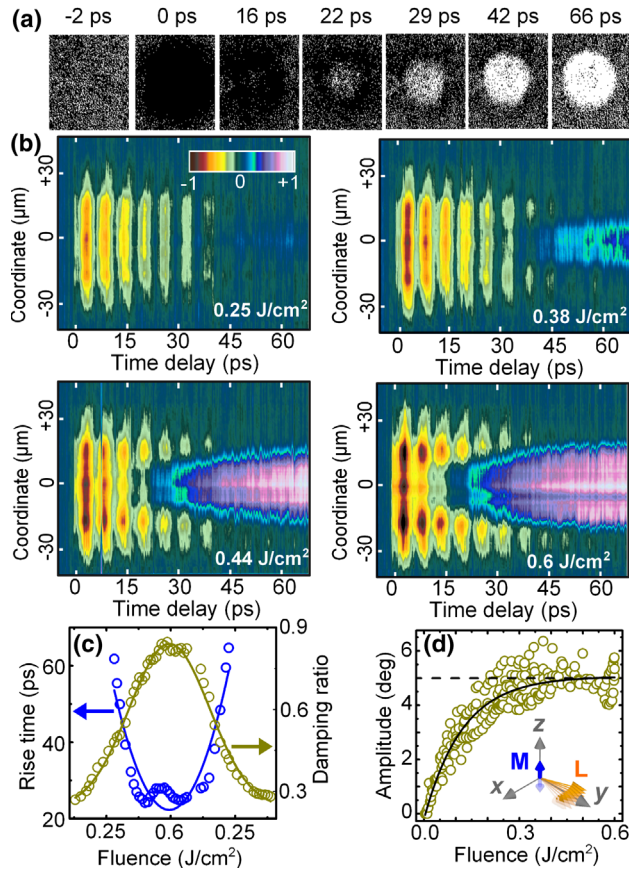 (a)
-2 ps 0 ps 16 ps 22 ps 29 ps 42 ps 66 ps
(b)
Coordinate (µm)
+30
0
-30
-1 0 +1
0.25 J/cm²
0 15 30 45 60
Time delay (ps)
Coordinate (µm)
+30
0
-30
0.38 J/cm²
0 15 30 45 60
Time delay (ps)
Coordinate (µm)
+30
0
-30
0.44 J/cm²
0 15 30 45 60
Time delay (ps)
Coordinate (µm)
+30
0
-30
0.6 J/cm²
0 15 30 45 60
Time delay (ps)
(c)
Rise time (ps)
60
40
20
0.9
0.6
0.3
Damping ratio
0.25 0.6 0.25
Fluence (J/cm²)
(d)
Amplitude (deg)
6
4
2
0
z
M
L
x
y
0.0 0.3 0.6
Fluence (J/cm²)